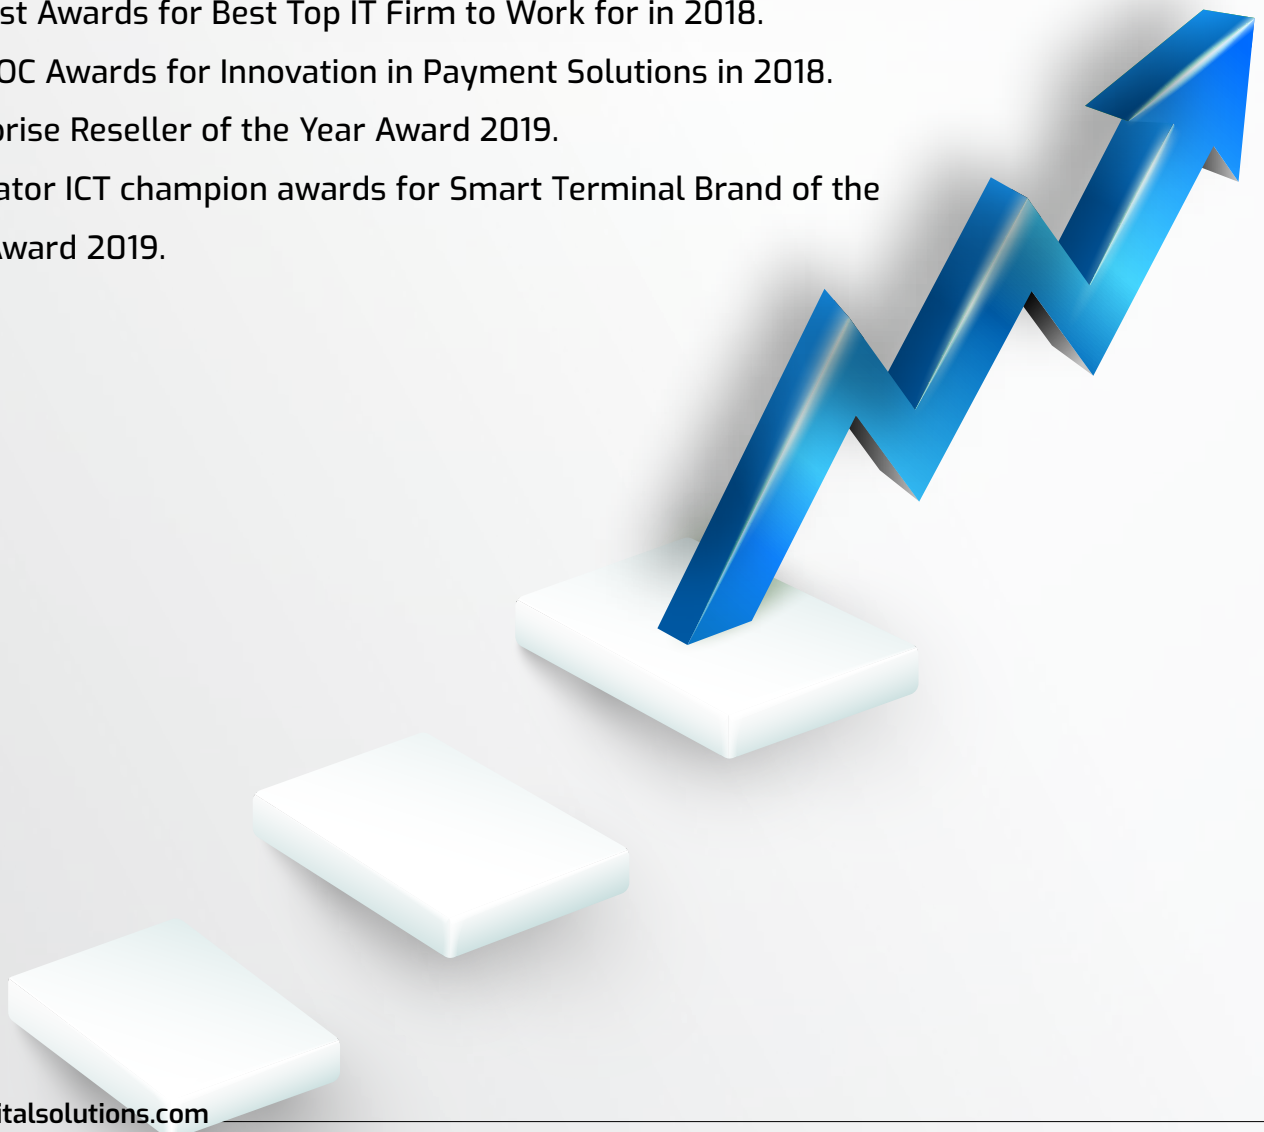 st Awards for Best Top IT Firm to Work for in 2018.
OC Awards for Innovation in Payment Solutions in 2018.
prise Reseller of the Year Award 2019.
ator ICT champion awards for Smart Terminal Brand of the
Award 2019.
italsolutions.com